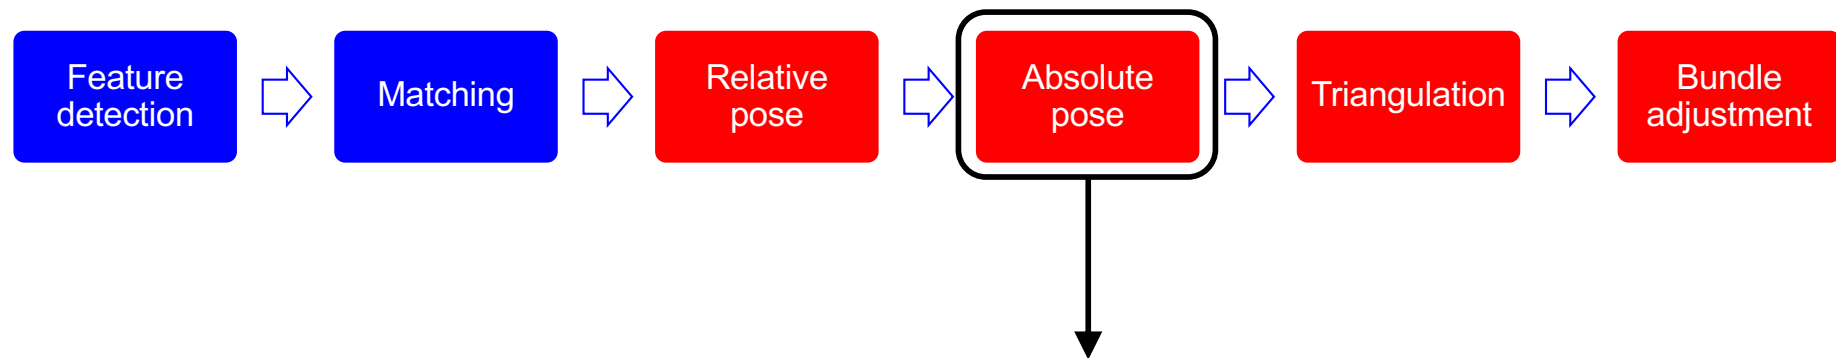 Feature
detection
Matching
Relative
pose
Absolute
pose
Triangulation
Bundle
adjustment